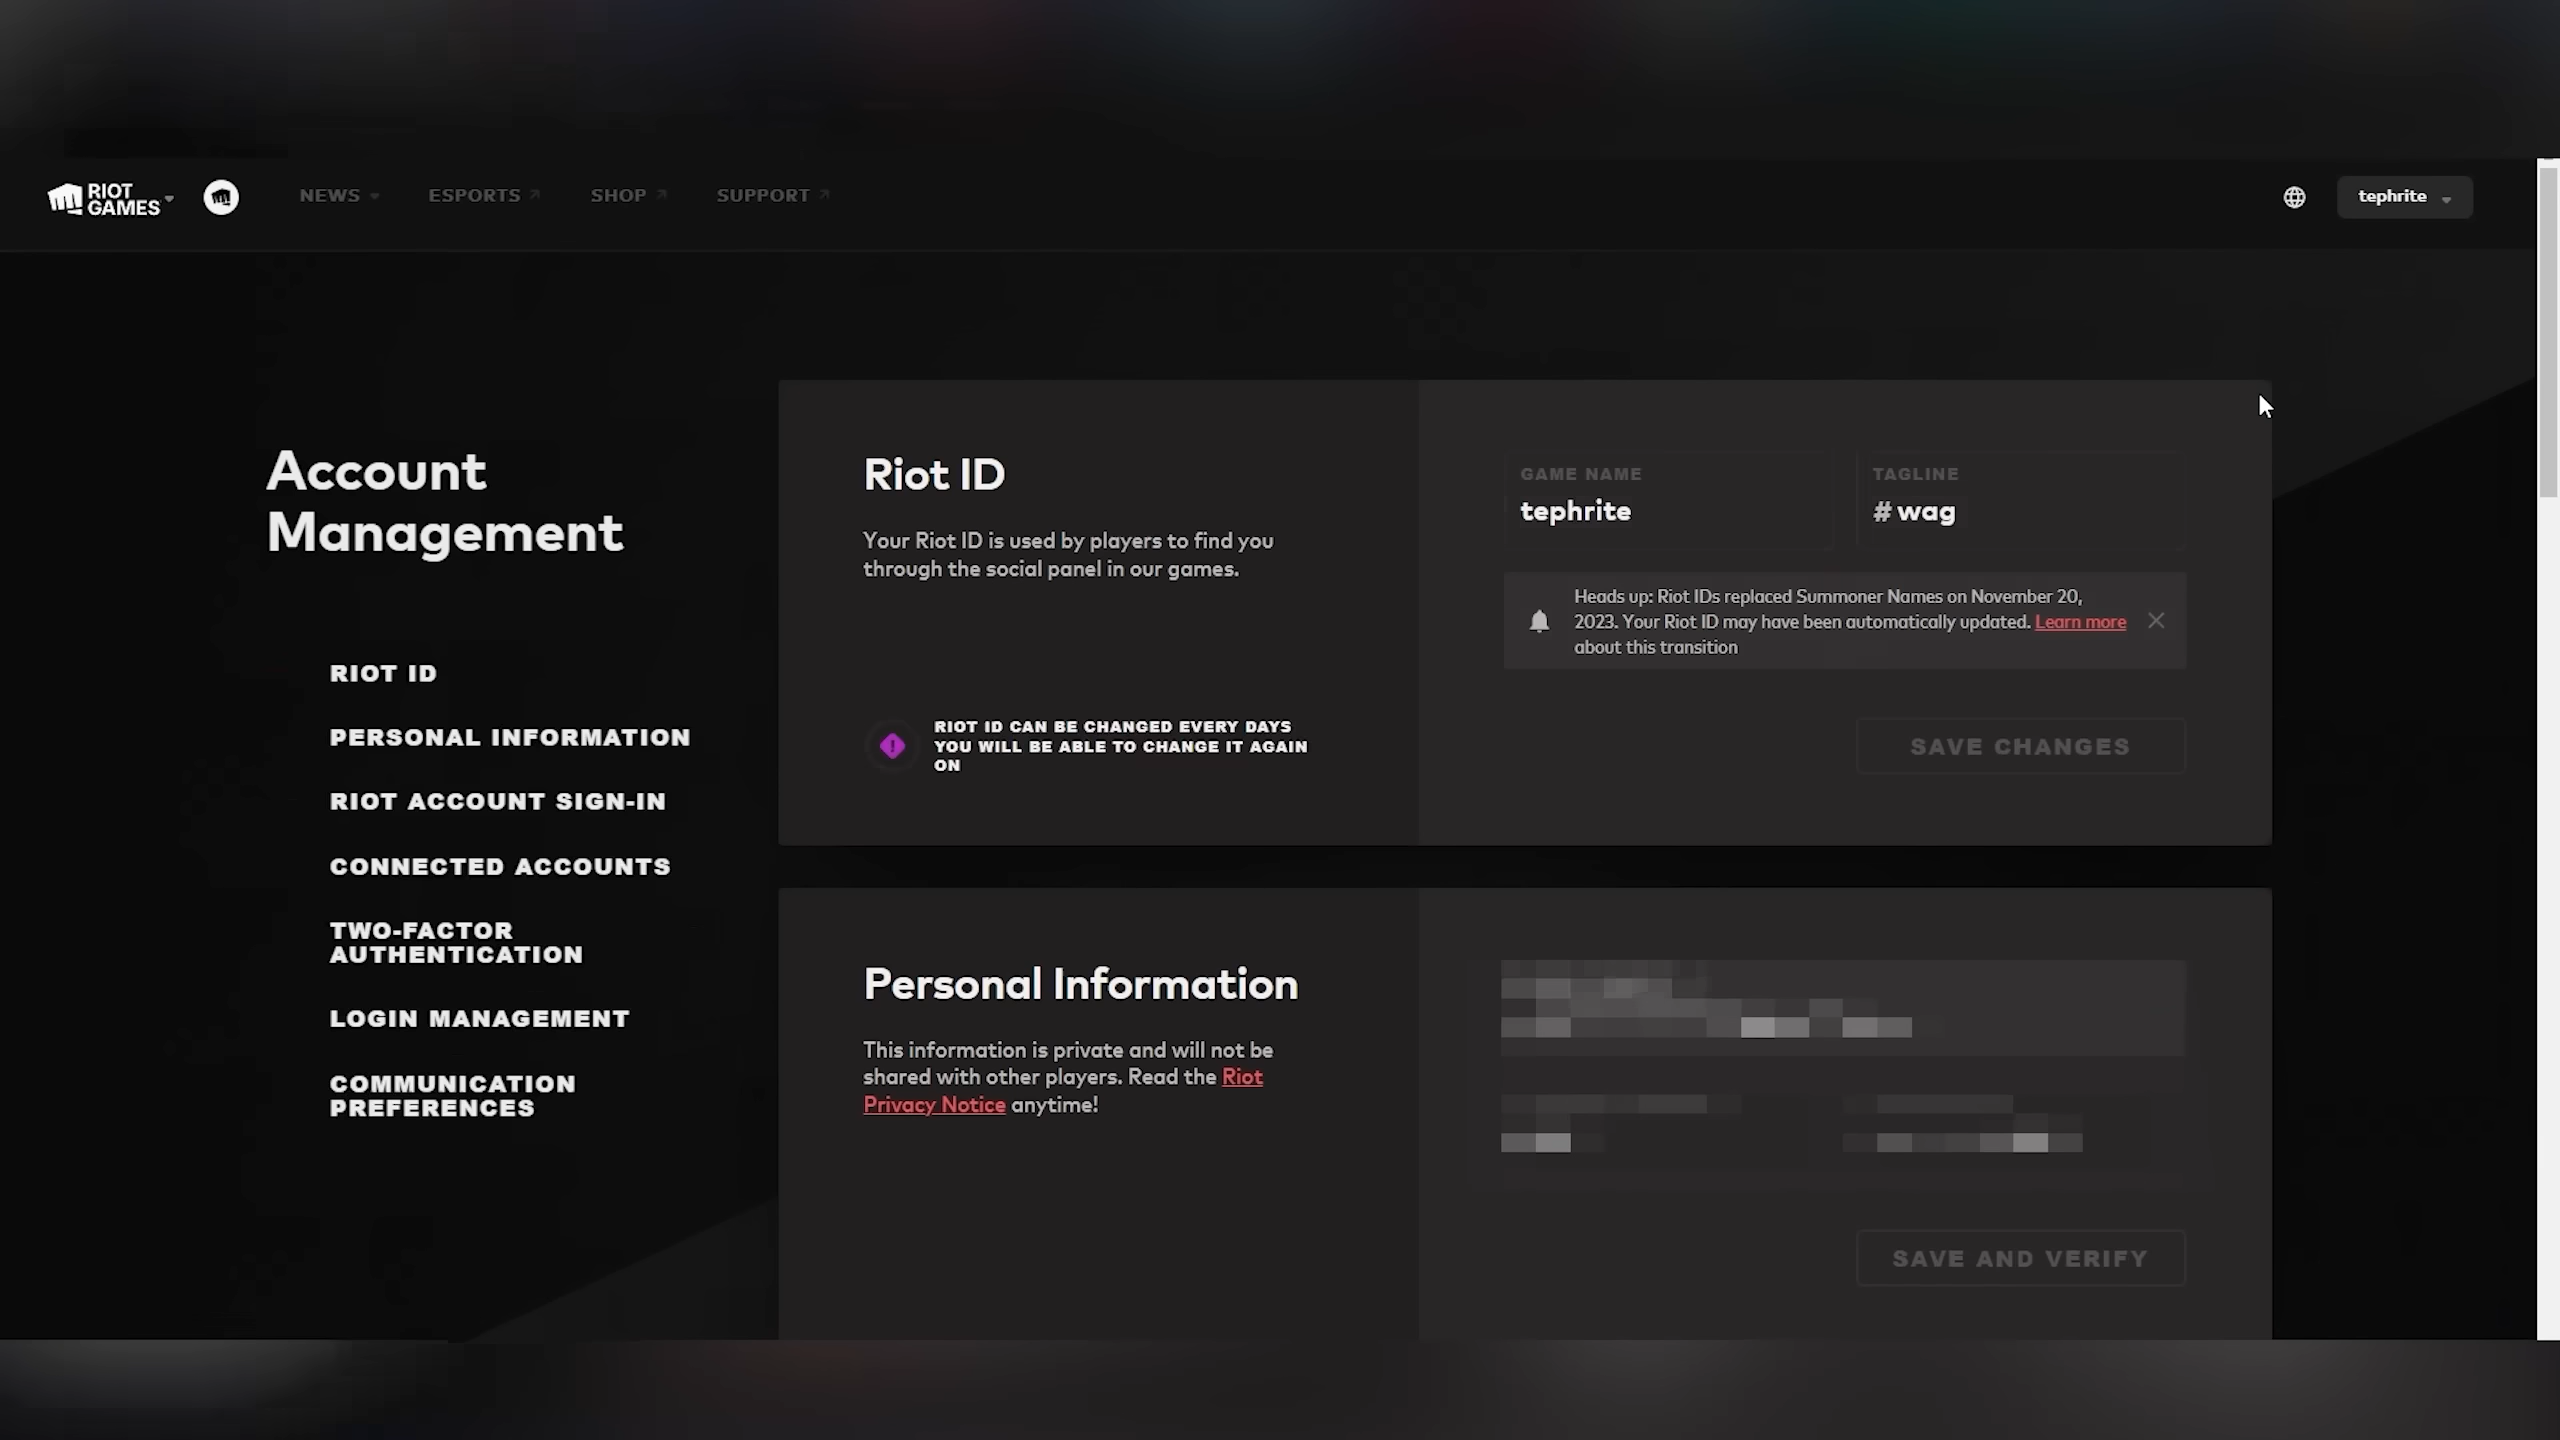 RIOT GAMES
NEWS
ESPORTS
SHOP
SUPPORT
tephrite
Account
Management
RIOT ID
PERSONAL INFORMATION
RIOT ACCOUNT SIGN-IN
CONNECTED ACCOUNTS
TWO-FACTOR
AUTHENTICATION
LOGIN MANAGEMENT
COMMUNICATION
PREFERENCES
Riot ID
Your Riot ID is used by players to find you
through the social panel in our games.
RIOT ID CAN BE CHANGED EVERY DAYS
YOU WILL BE ABLE TO CHANGE IT AGAIN
ON
GAME NAME
tephrite
TAGLINE
#wag
Heads up: Riot IDs replaced Summoner Names on November 20,
2023. Your Riot ID may have been automatically updated. Learn more
about this transition
SAVE CHANGES
Personal Information
This information is private and will not be
shared with other players. Read the Riot
Privacy Notice anytime!
SAVE AND VERIFY